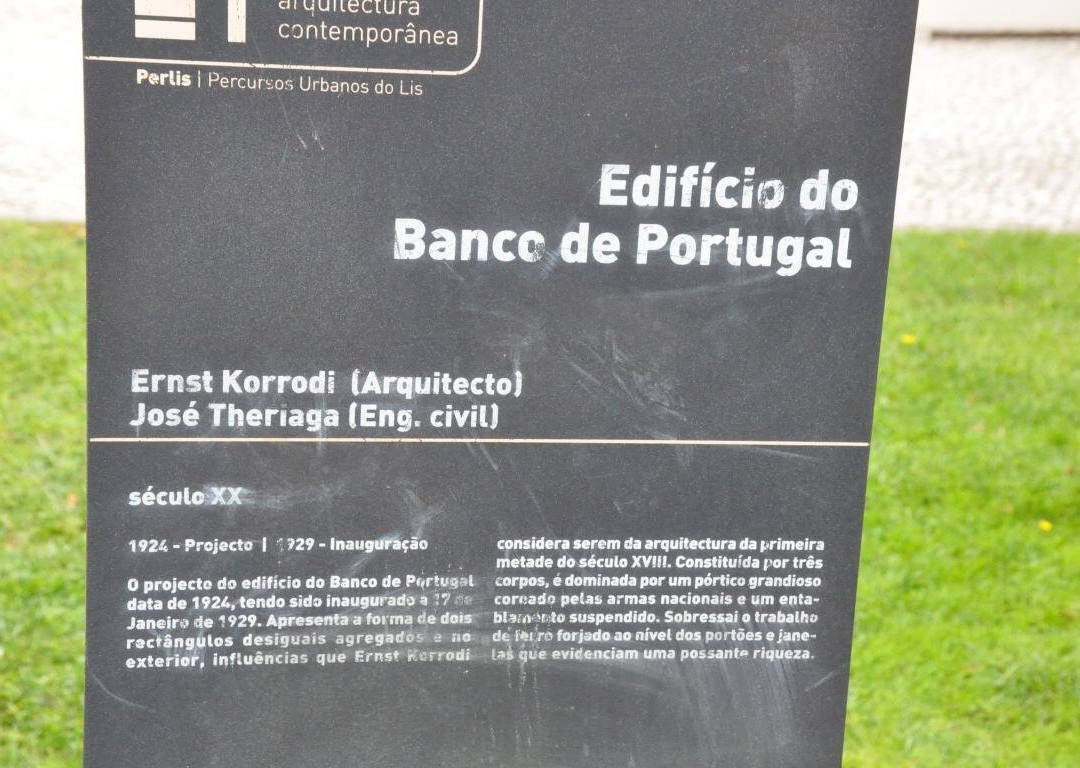 arquitectura
contemporânea
Perlis | Percursos Urbanos do Lis
Edifício do
Banco de Portugal
Ernst Korrodi (Arquitecto)
José Theriaga (Eng. civil)
século XX
1924 - Projecto | 1929 - Inauguração
O projecto do edifício do Banco de Portugal
data de 1924, tendo sido inaugurado a 17 de
Janeiro de 1929. Apresenta a forma de dois
rectângulos desiguais agregados e no
exterior, influências que Ernst Korrodi
considera serem da arquitectura da primeira
metade do século XVIII. Constituída por três
corpos, é dominada por um pórtico grandioso
coroado pelas armas nacionais e um enta-
blamento suspendido. Sobressai o trabalho
de ferro forjado ao nível dos portões e jane-
las que evidenciam uma possante riqueza.